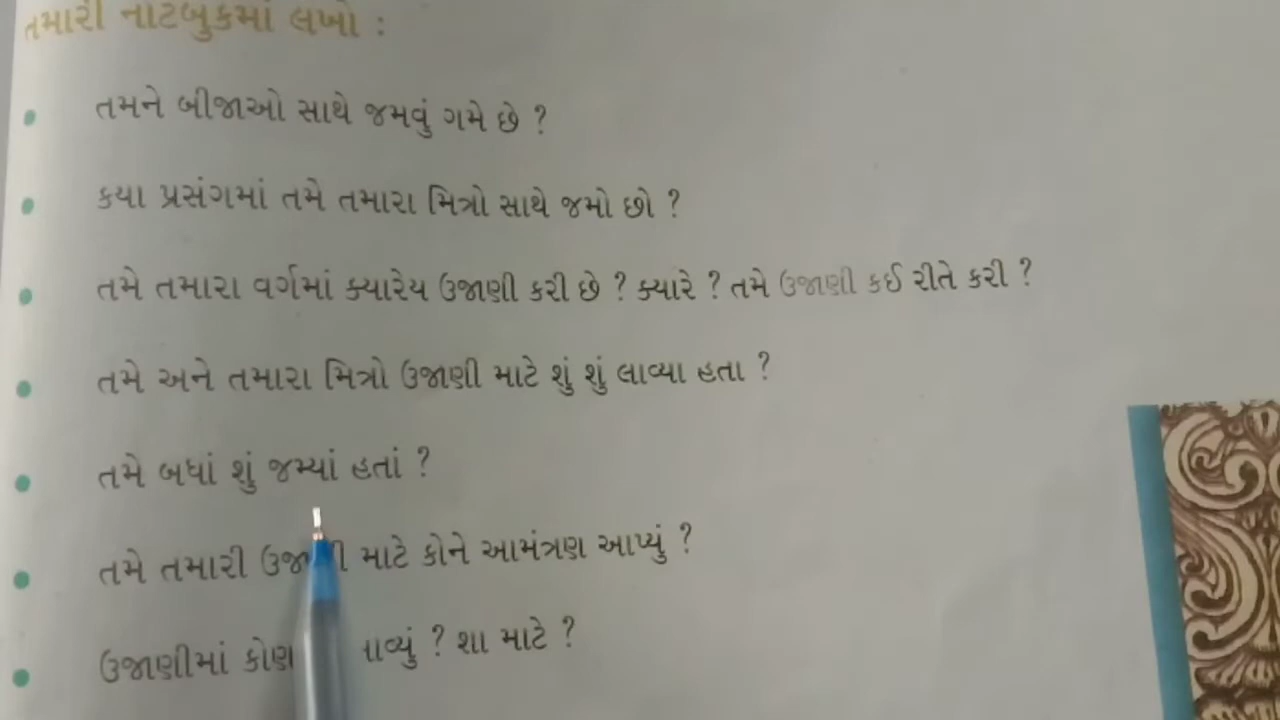 તમારી નોટબુકમાં લખો :
તમને બીજાઓ સાથે જમવું ગમે છે ?
કયા પ્રસંગમાં તમે તમારા મિત્રો સાથે જમો છો ?
તમે તમારા વર્ગમાં ક્યારેય ઉજાણી કરી છે ? ક્યારે ? તમે ઉજાણી કઈ રીતે કરી ?
તમે અને તમારા મિત્રો ઉજાણી માટે શું શું લાવ્યા હતા ?
તમે બધાં શું જમ્યાં હતાં ?
તમે તમારી માટે કોને આમંત્રણ આપ્યું ?
ઉજાણીમાં કોણ ? શા માટે ?